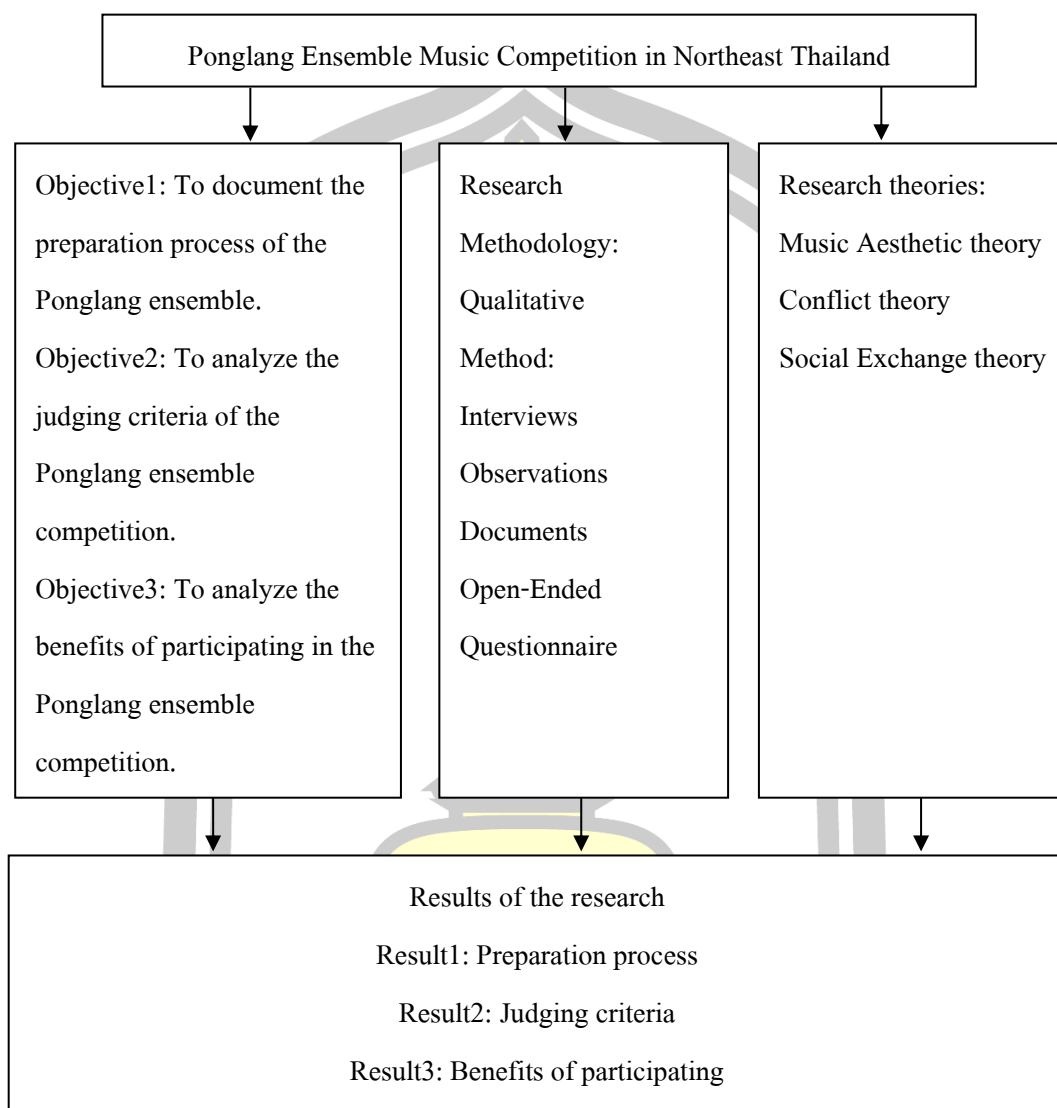 Ponglang Ensemble Music Competition in Northeast Thailand
Objective1: To document the
preparation process of the
Ponglang ensemble.
Objective2: To analyze the
judging criteria of the
Ponglang ensemble
competition.
Objective3: To analyze the
benefits of participating in the
Ponglang ensemble
competition.
Research
Methodology:
Qualitative
Method:
Interviews
Observations
Documents
Open-Ended
Questionnaire
Research theories:
Music Aesthetic theory
Conflict theory
Social Exchange theory
Results of the research
Result1: Preparation process
Result2: Judging criteria
Result3: Benefits of participating